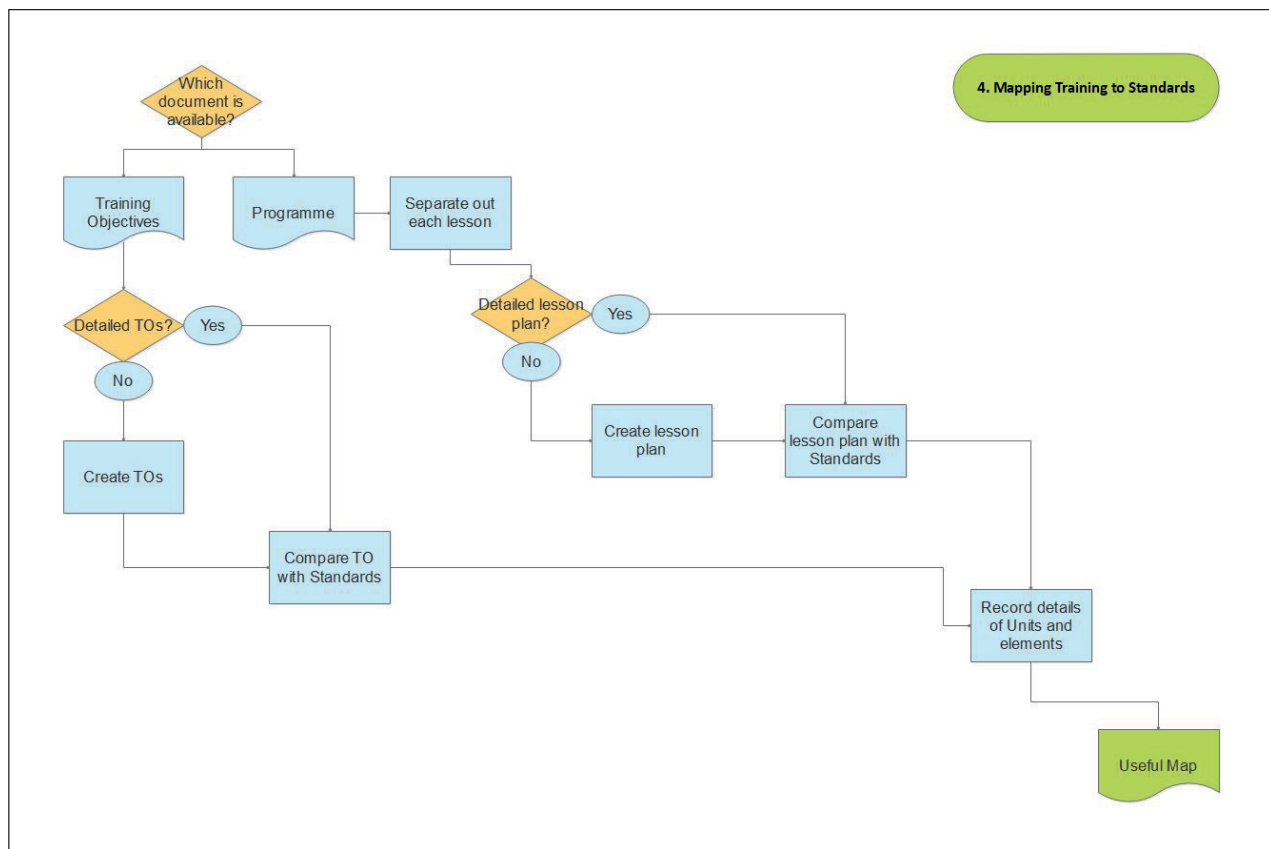 Which
document is
available?
4. Mapping Training to Standards
Training
Objectives
Programme
Separate out
each lesson
Detailed TOs?
Yes
No
Detailed lesson
plan?
Yes
No
Create TOs
Create lesson
plan
Compare
lesson plan with
Standards
Compare TO
with Standards
Record details
of Units and
elements
Useful Map